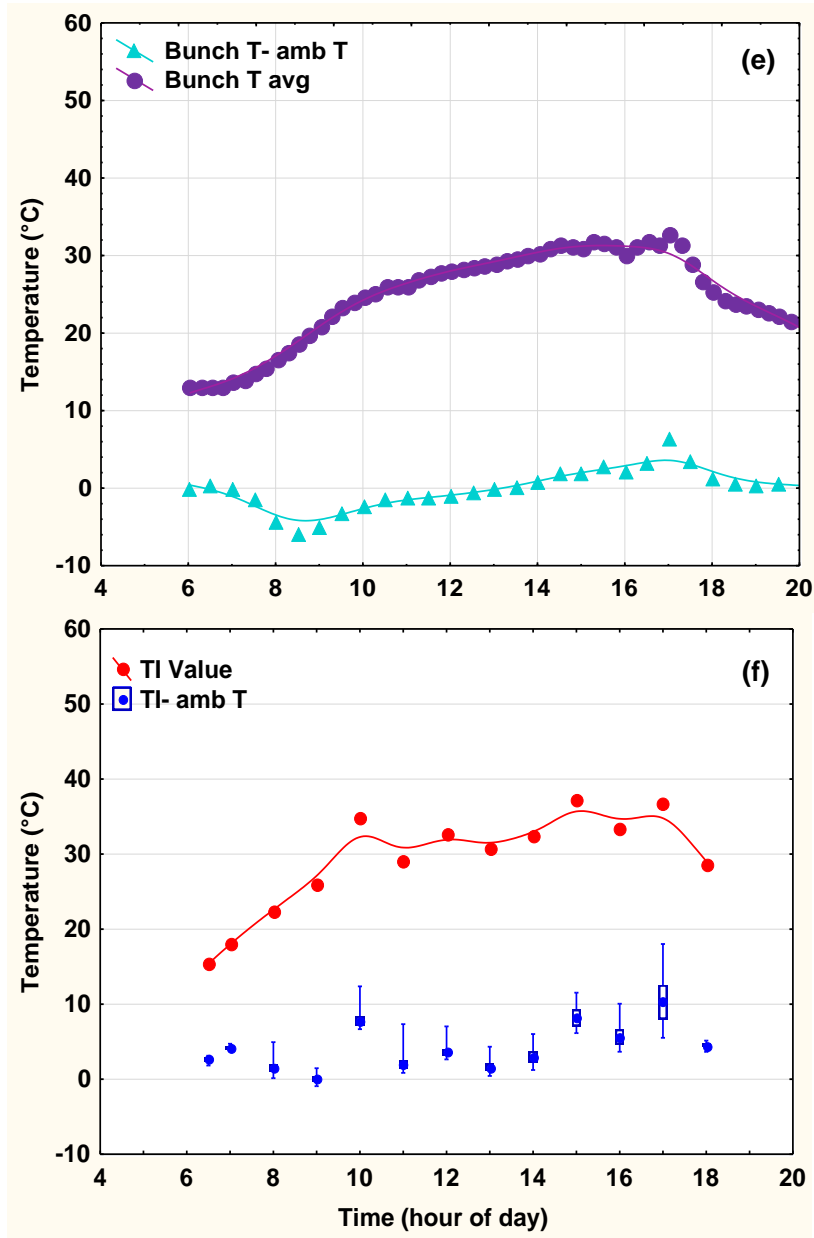 60
Bunch T- amb T
(e)
Bunch T avg
50
40
30
20
10
0
-10
Temperature (°C)
4 6 8 10 12 14 16 18 20
60
TI Value
(f)
TI- amb T
50
40
30
20
10
0
-10
Temperature (°C)
4 6 8 10 12 14 16 18 20
Time (hour of day)